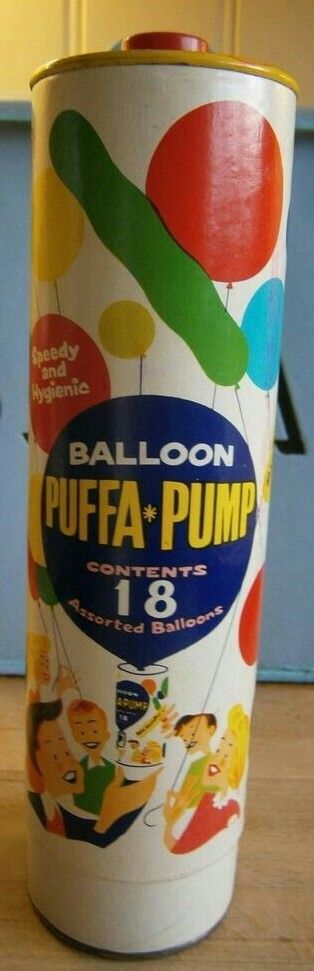 Speedy
and
Hygienic
BALLOON
PUFFA*PUMP
CONTENTS
18
Assorted Balloons